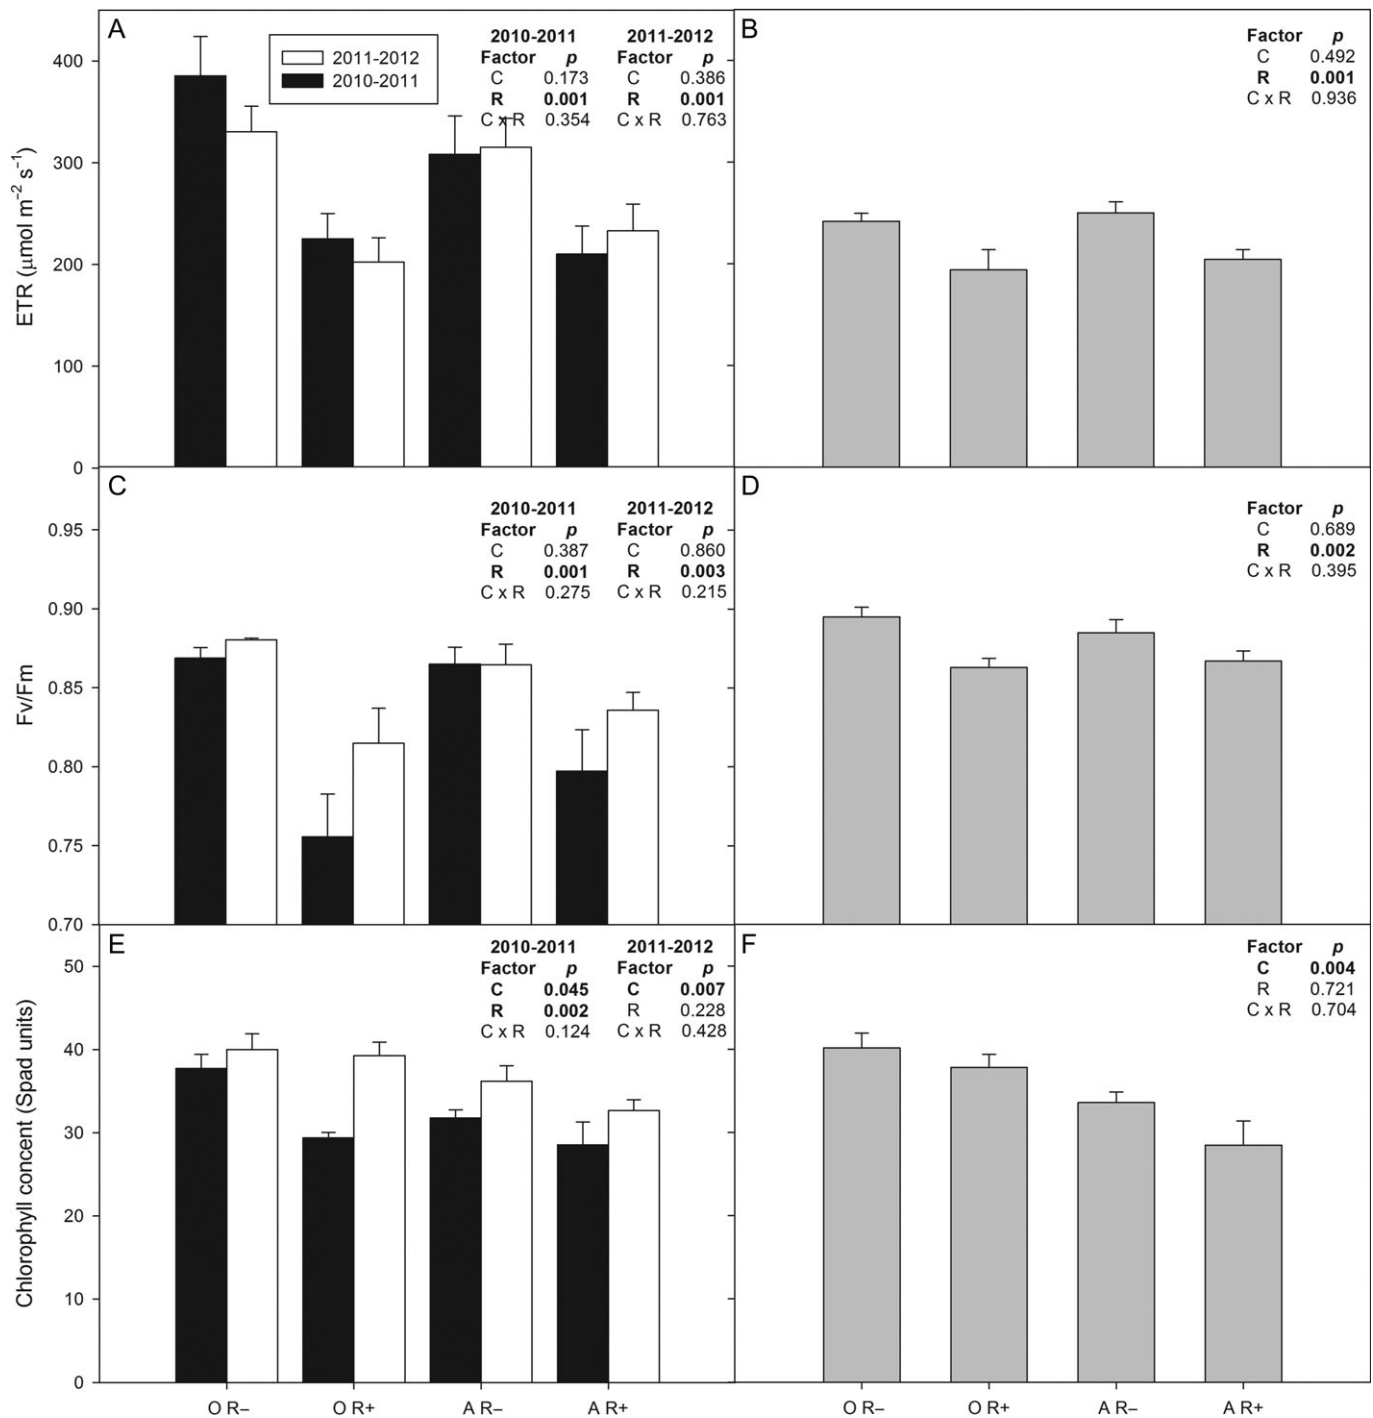 A
2011-2012
2010-2011
2010-2011 2011-2012
Factor p Factor p
C 0.173 C 0.386
R 0.001 R 0.001
C x R 0.354 C x R 0.763
B
Factor p
C 0.492
R 0.001
C x R 0.936
400
300
200
100
0
ETR (μmol m⁻² s⁻¹)
C
2010-2011 2011-2012
Factor p Factor p
C 0.387 C 0.860
R 0.001 R 0.003
C x R 0.275 C x R 0.215
D
Factor p
C 0.689
R 0.002
C x R 0.395
0.95
0.90
0.85
0.80
0.75
0.70
Fv/Fm
E
2010-2011 2011-2012
Factor p Factor p
C 0.045 C 0.007
R 0.002 R 0.228
C x R 0.124 C x R 0.428
F
Factor p
C 0.004
R 0.721
C x R 0.704
50
40
30
20
10
0
Chlorophyll concent (Spad units)
O R– O R+ A R– A R+ O R– O R+ A R– A R+